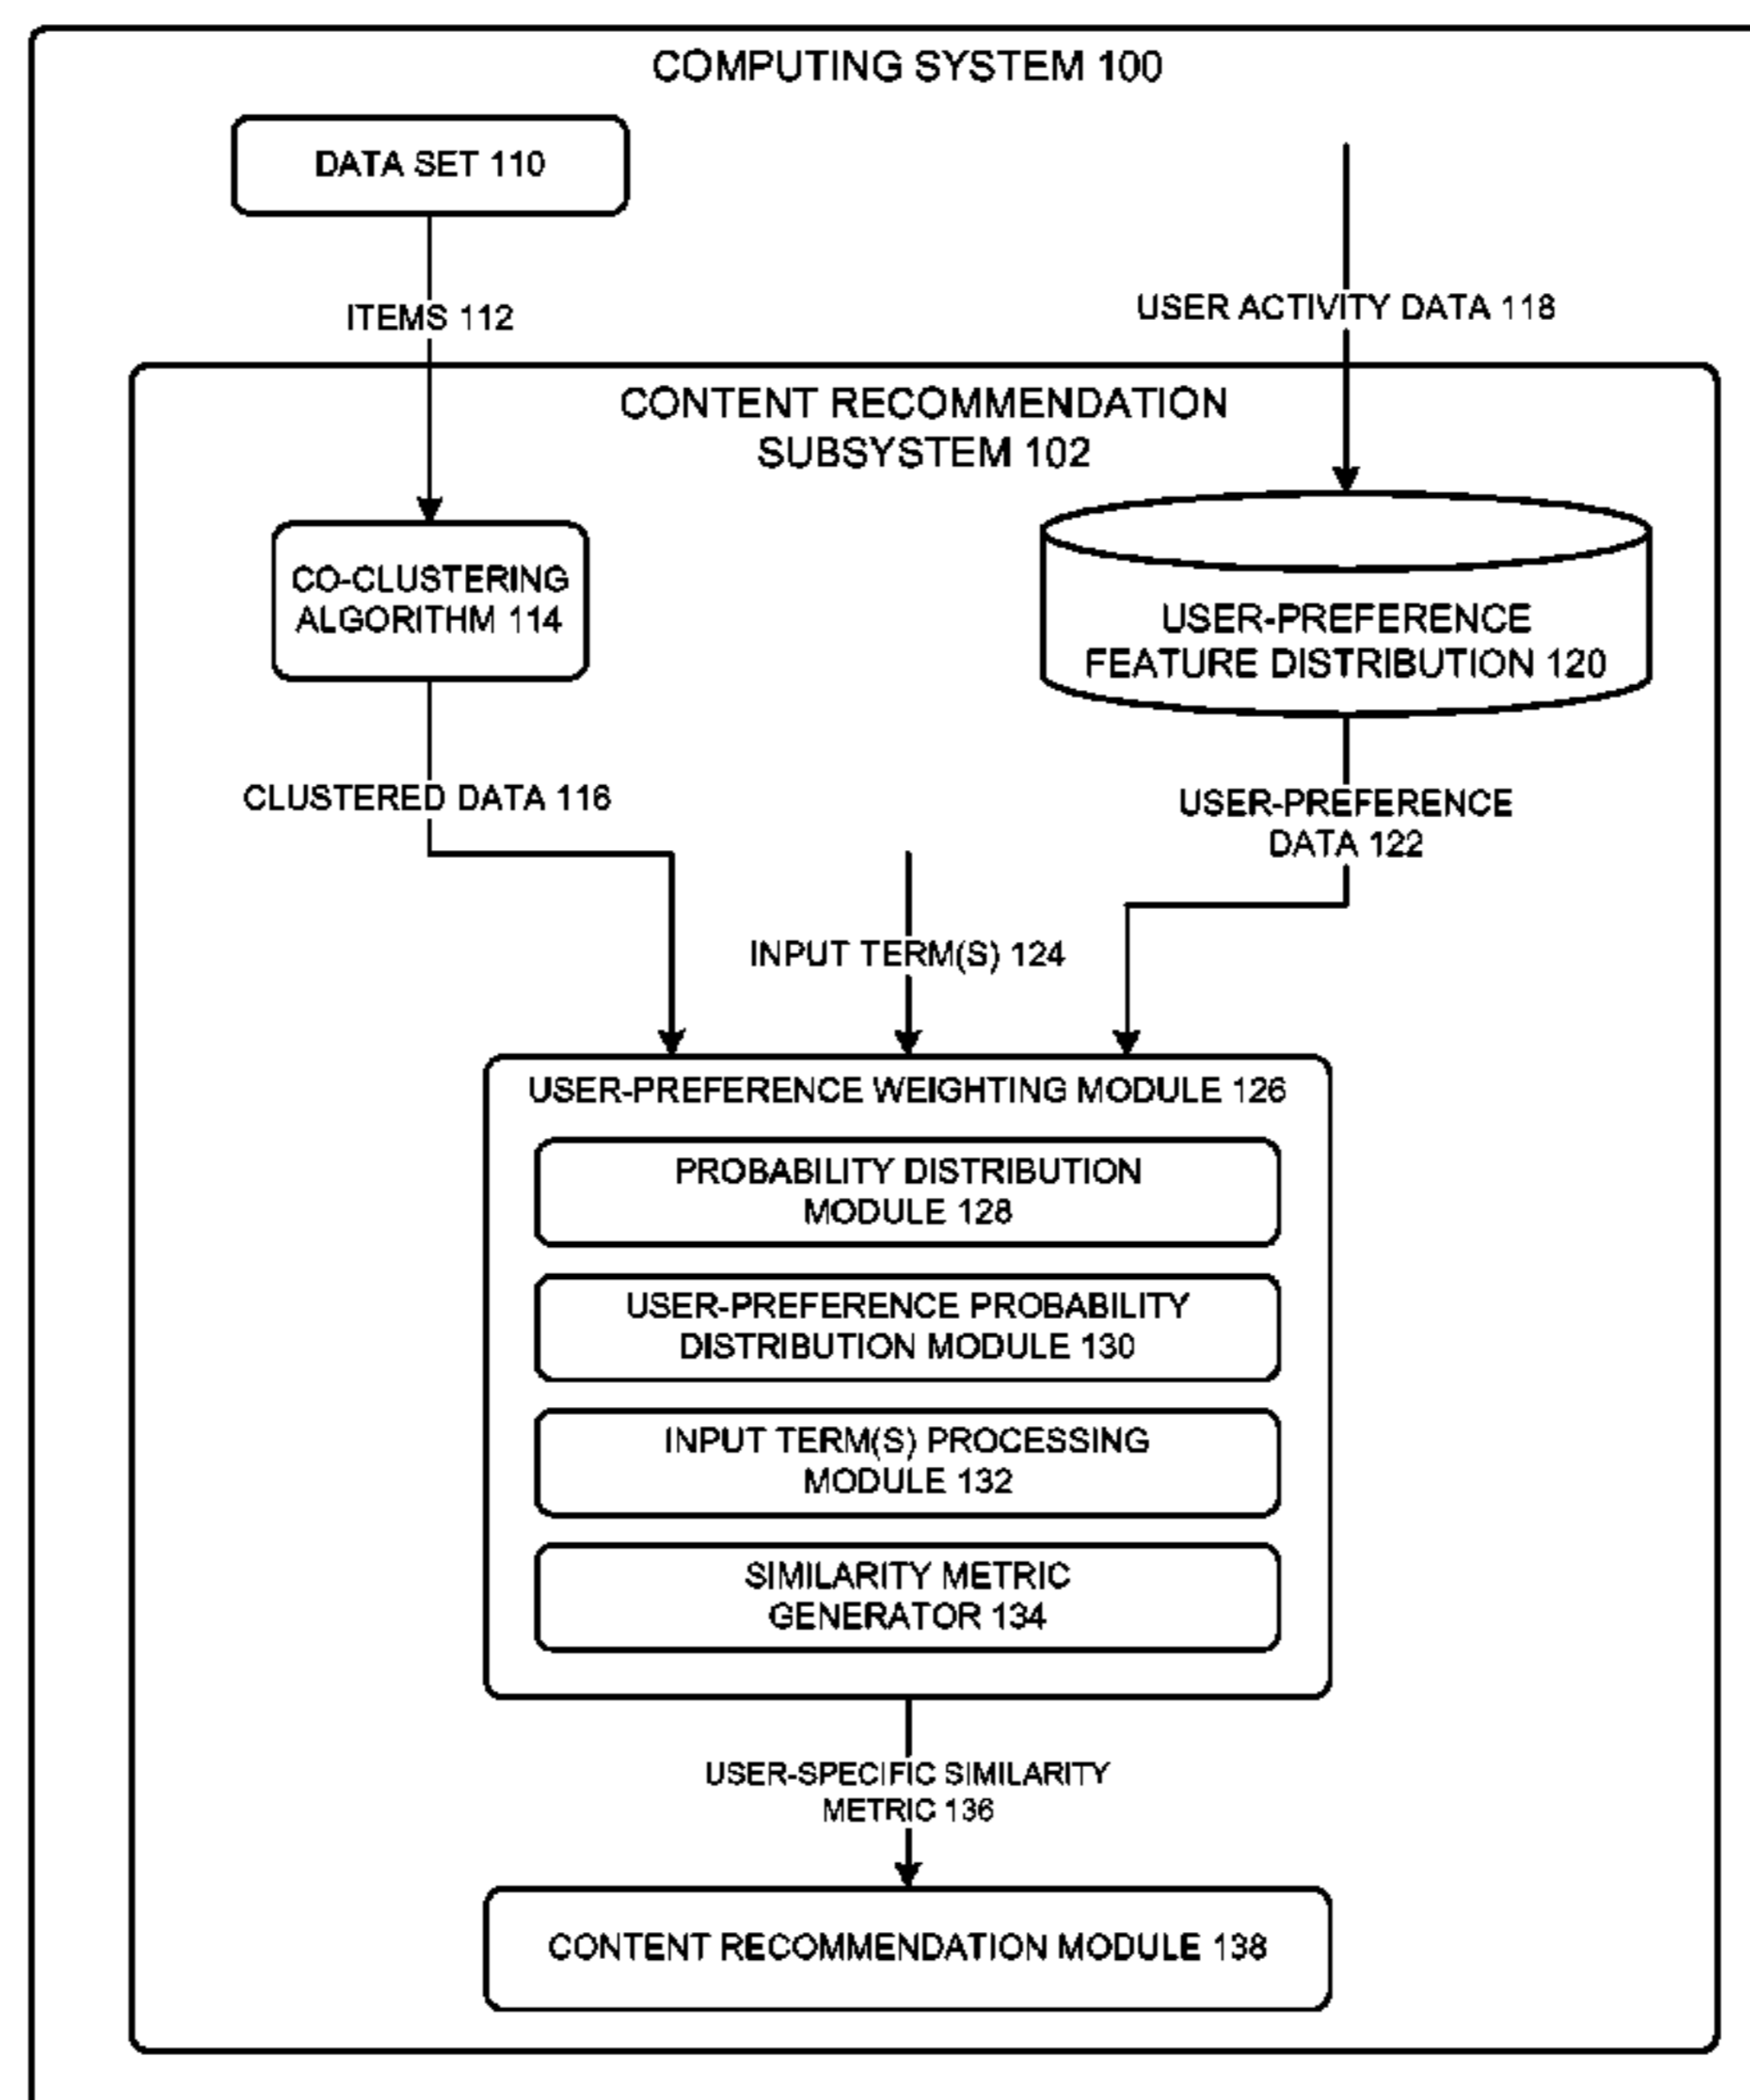 COMPUTING SYSTEM 100
DATA SET 110
ITEMS 112
USER ACTIVITY DATA 118
CONTENT RECOMMENDATION
SUBSYSTEM 102
CO-CLUSTERING
ALGORITHM 114
USER-PREFERENCE
FEATURE DISTRIBUTION 120
CLUSTERED DATA 116
USER-PREFERENCE
DATA 122
INPUT TERM(S) 124
USER-PREFERENCE WEIGHTING MODULE 126
PROBABILITY DISTRIBUTION
MODULE 128
USER-PREFERENCE PROBABILITY
DISTRIBUTION MODULE 130
INPUT TERM(S) PROCESSING
MODULE 132
SIMILARITY METRIC
GENERATOR 134
USER-SPECIFIC SIMILARITY
METRIC 136
CONTENT RECOMMENDATION MODULE 138